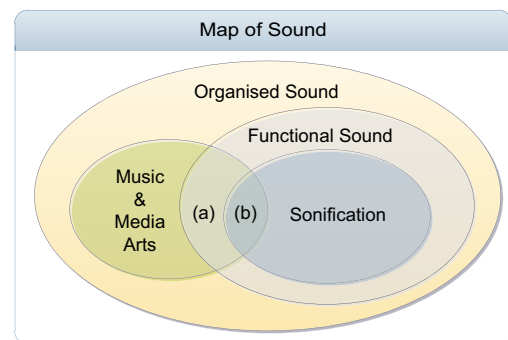 Map of Sound
Organised Sound
Functional Sound
Music
&
Media
Arts
(a)
(b)
Sonification